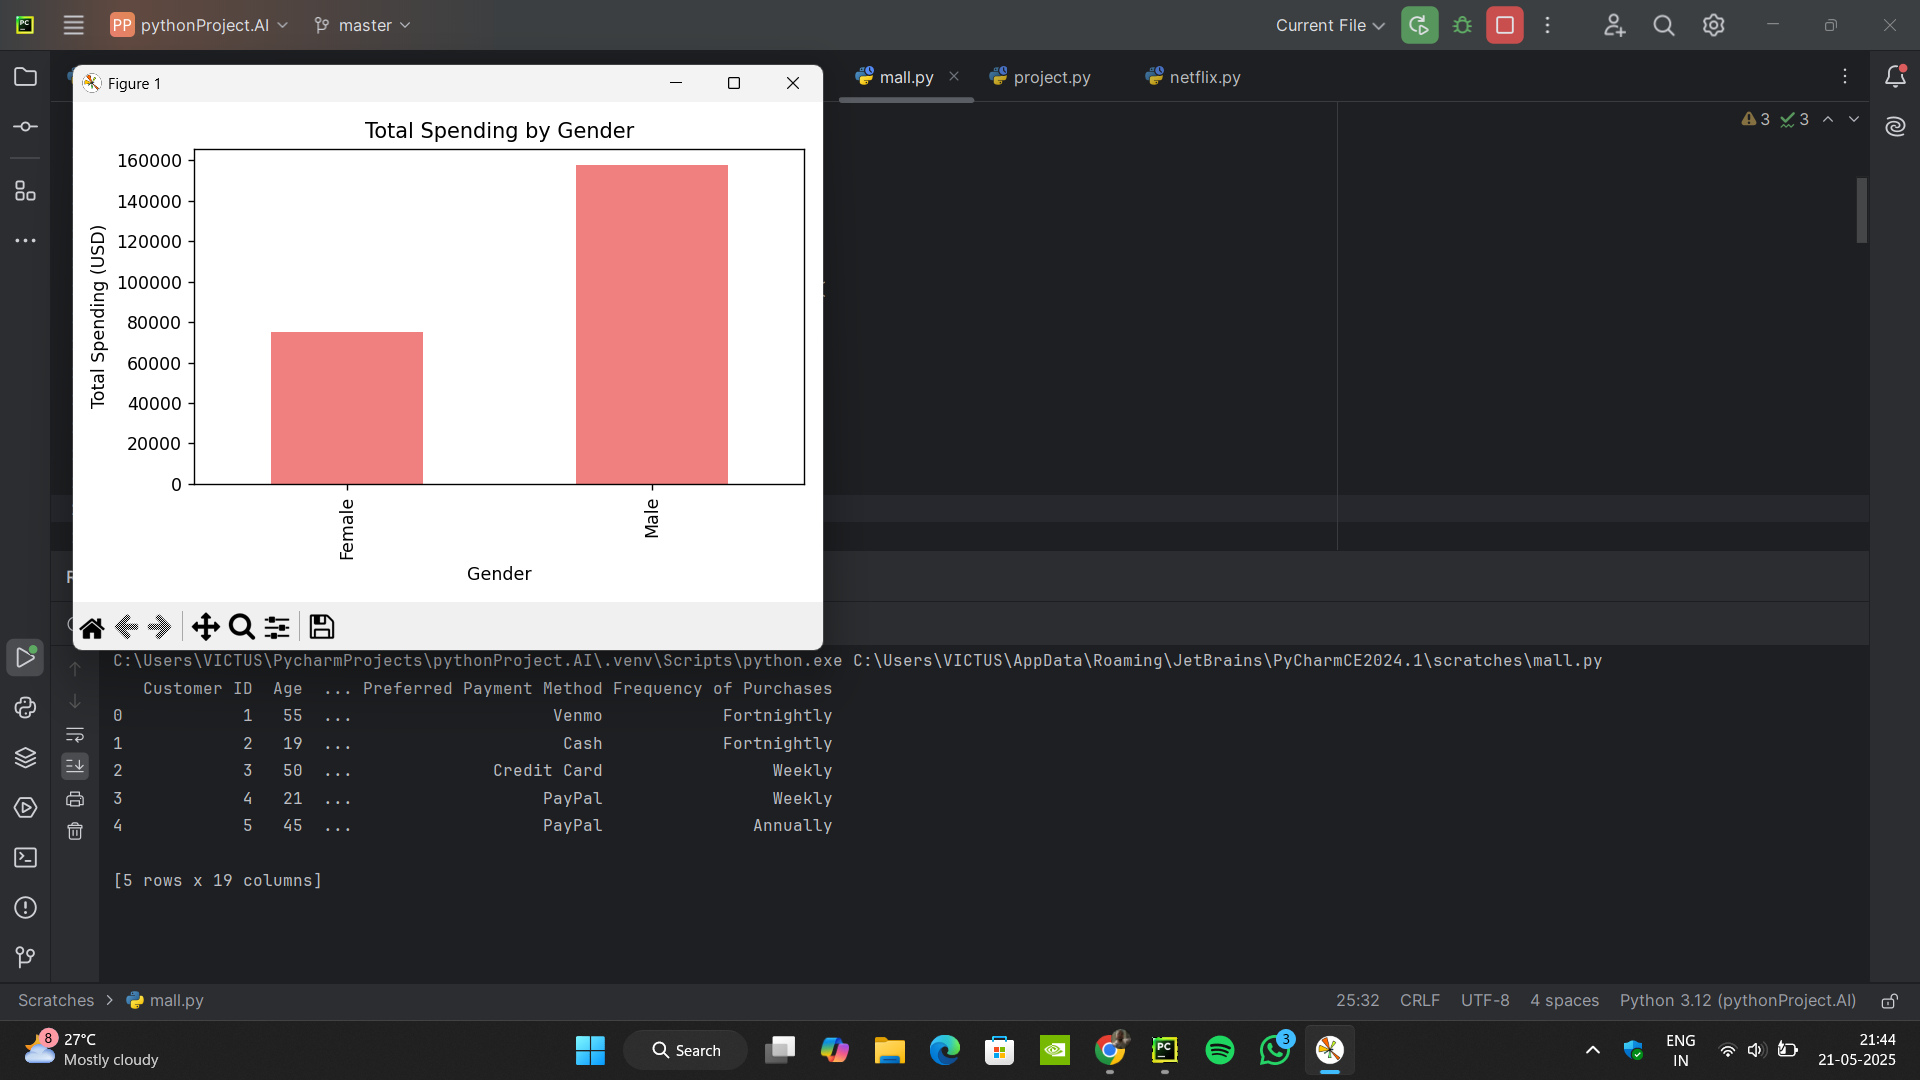 PC
PP pythonProject.AI
master
Current File
Figure 1
mall.py
project.py
netflix.py
3 3
Total Spending by Gender
160000
140000
120000
100000
80000
60000
40000
20000
0
Total Spending (USD)
Female
Male
Gender
C:\Users\VICTUS\PycharmProjects\pythonProject.AI\.venv\Scripts\python.exe C:\Users\VICTUS\AppData\Roaming\JetBrains\PyCharmCE2024.1\scratches\mall.py
Customer ID Age ... Preferred Payment Method Frequency of Purchases
0 1 55 ... Venmo Fortnightly
1 2 19 ... Cash Fortnightly
2 3 50 ... Credit Card Weekly
3 4 21 ... PayPal Weekly
4 5 45 ... PayPal Annually
[5 rows x 19 columns]
Scratches > mall.py
25:32 CRLF UTF-8 4 spaces Python 3.12 (pythonProject.AI)
8
27°C
Mostly cloudy
Search
PC
3
ENG
IN
21:44
21-05-2025